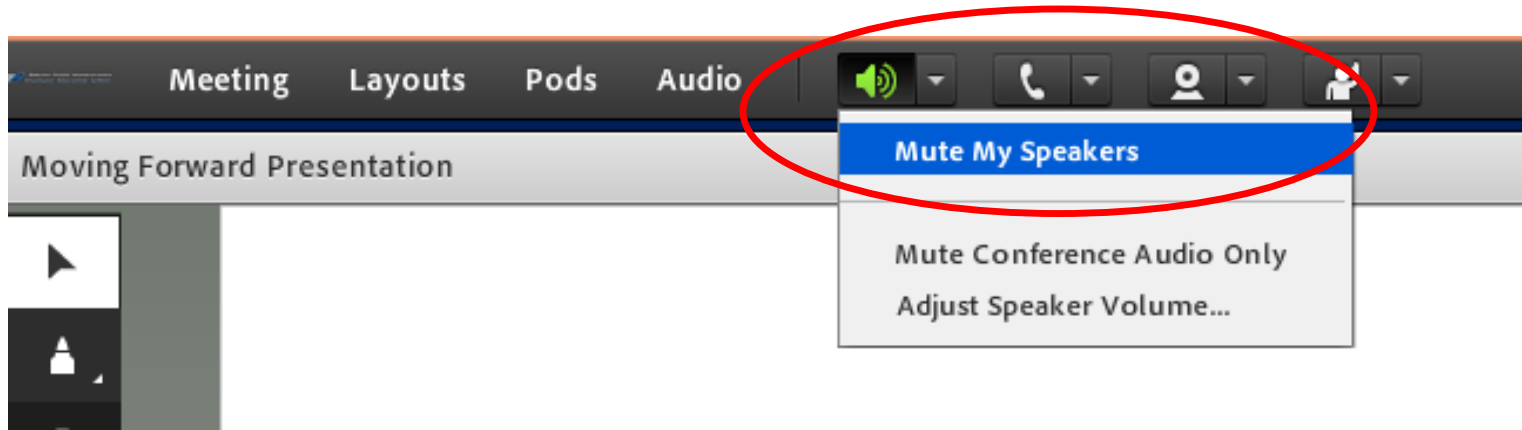 Meeting Layouts Pods Audio
Moving Forward Presentation
Mute My Speakers
Mute Conference Audio Only
Adjust Speaker Volume...